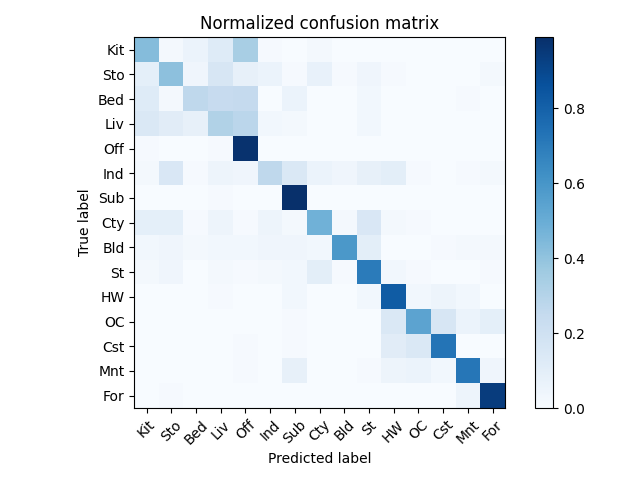 Normalized confusion matrix
True label
Kit
Sto
Bed
Liv
Off
Ind
Sub
Cty
Bld
St
HW
OC
Cst
Mnt
For
Kit Sto Bed Liv Off Ind Sub Cty Bld St HW OC Cst Mnt For
Predicted label
0.8
0.6
0.4
0.2
0.0